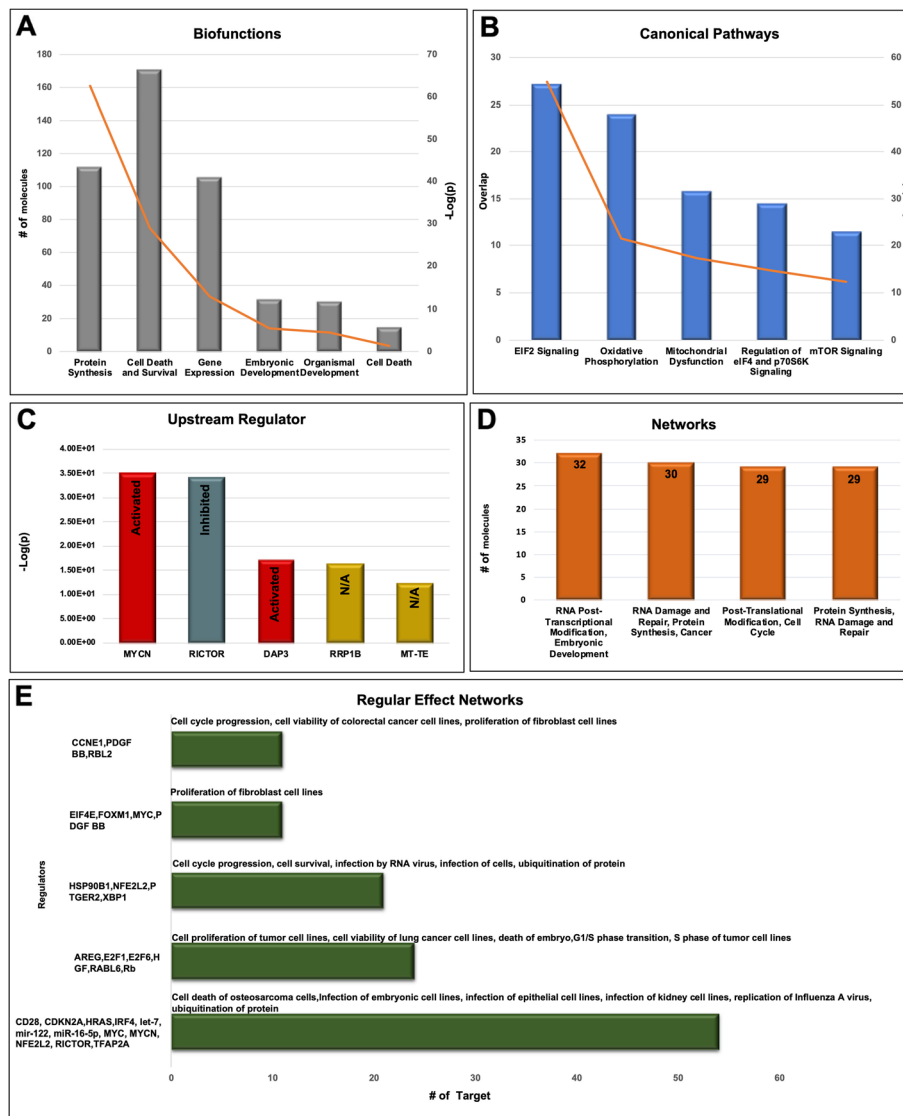 A
Biofunctions
180
160
140
120
100
80
60
40
20
0
# of molecules
70
60
50
40
30
20
10
0
-Log(p)
Protein
Synthesis
Cell Death
and Survival
Gene
Expression
Embryonic
Development
Organismal
Development
Cell Death
B
Canonical Pathways
30
25
20
15
10
5
0
Overlap
60
50
40
30
20
10
0
EIF2 Signaling
Oxidative
Phosphorylation
Mitochondrial
Dysfunction
Regulation of
eIF4 and p70S6K
Signaling
mTOR Signaling
C
Upstream Regulator
4.00E+01
3.50E+01
3.00E+01
2.50E+01
2.00E+01
1.50E+01
1.00E+01
5.00E+00
0.00E+00
-Log(p)
Activated
Inhibited
Activated
N/A
N/A
MYCN
RICTOR
DAP3
RRP1B
MT-TE
D
Networks
35
30
25
20
15
10
5
0
# of molecules
32
30
29
29
RNA Post-
Transcriptional
Modification,
Embryonic
Development
RNA Damage and
Repair, Protein
Synthesis, Cancer
Post-Translational
Modification, Cell
Cycle
Protein Synthesis,
RNA Damage and
Repair
E
Regular Effect Networks
Regulators
Cell cycle progression, cell viability of colorectal cancer cell lines, proliferation of fibroblast cell lines
CCNE1,PDGF
BB,RBL2
Proliferation of fibroblast cell lines
EIF4E,FOXM1,MYC,P
DGF BB
Cell cycle progression, cell survival, infection by RNA virus, infection of cells, ubiquitination of protein
HSP90B1,NFE2L2,P
TGER2,XBP1
Cell proliferation of tumor cell lines, cell viability of lung cancer cell lines, death of embryo,G1/S phase transition, S phase of tumor cell lines
AREG,E2F1,E2F6,H
GF,RABL6,Rb
Cell death of osteosarcoma cells,Infection of embryonic cell lines, infection of epithelial cell lines, infection of kidney cell lines, replication of Influenza A virus,
ubiquitination of protein
CD28, CDKN2A,HRAS,IRF4, let-7,
mir-122, miR-16-5p, MYC, MYCN,
NFE2L2, RICTOR,TFAP2A
0
10
20
30
40
50
60
# of Target